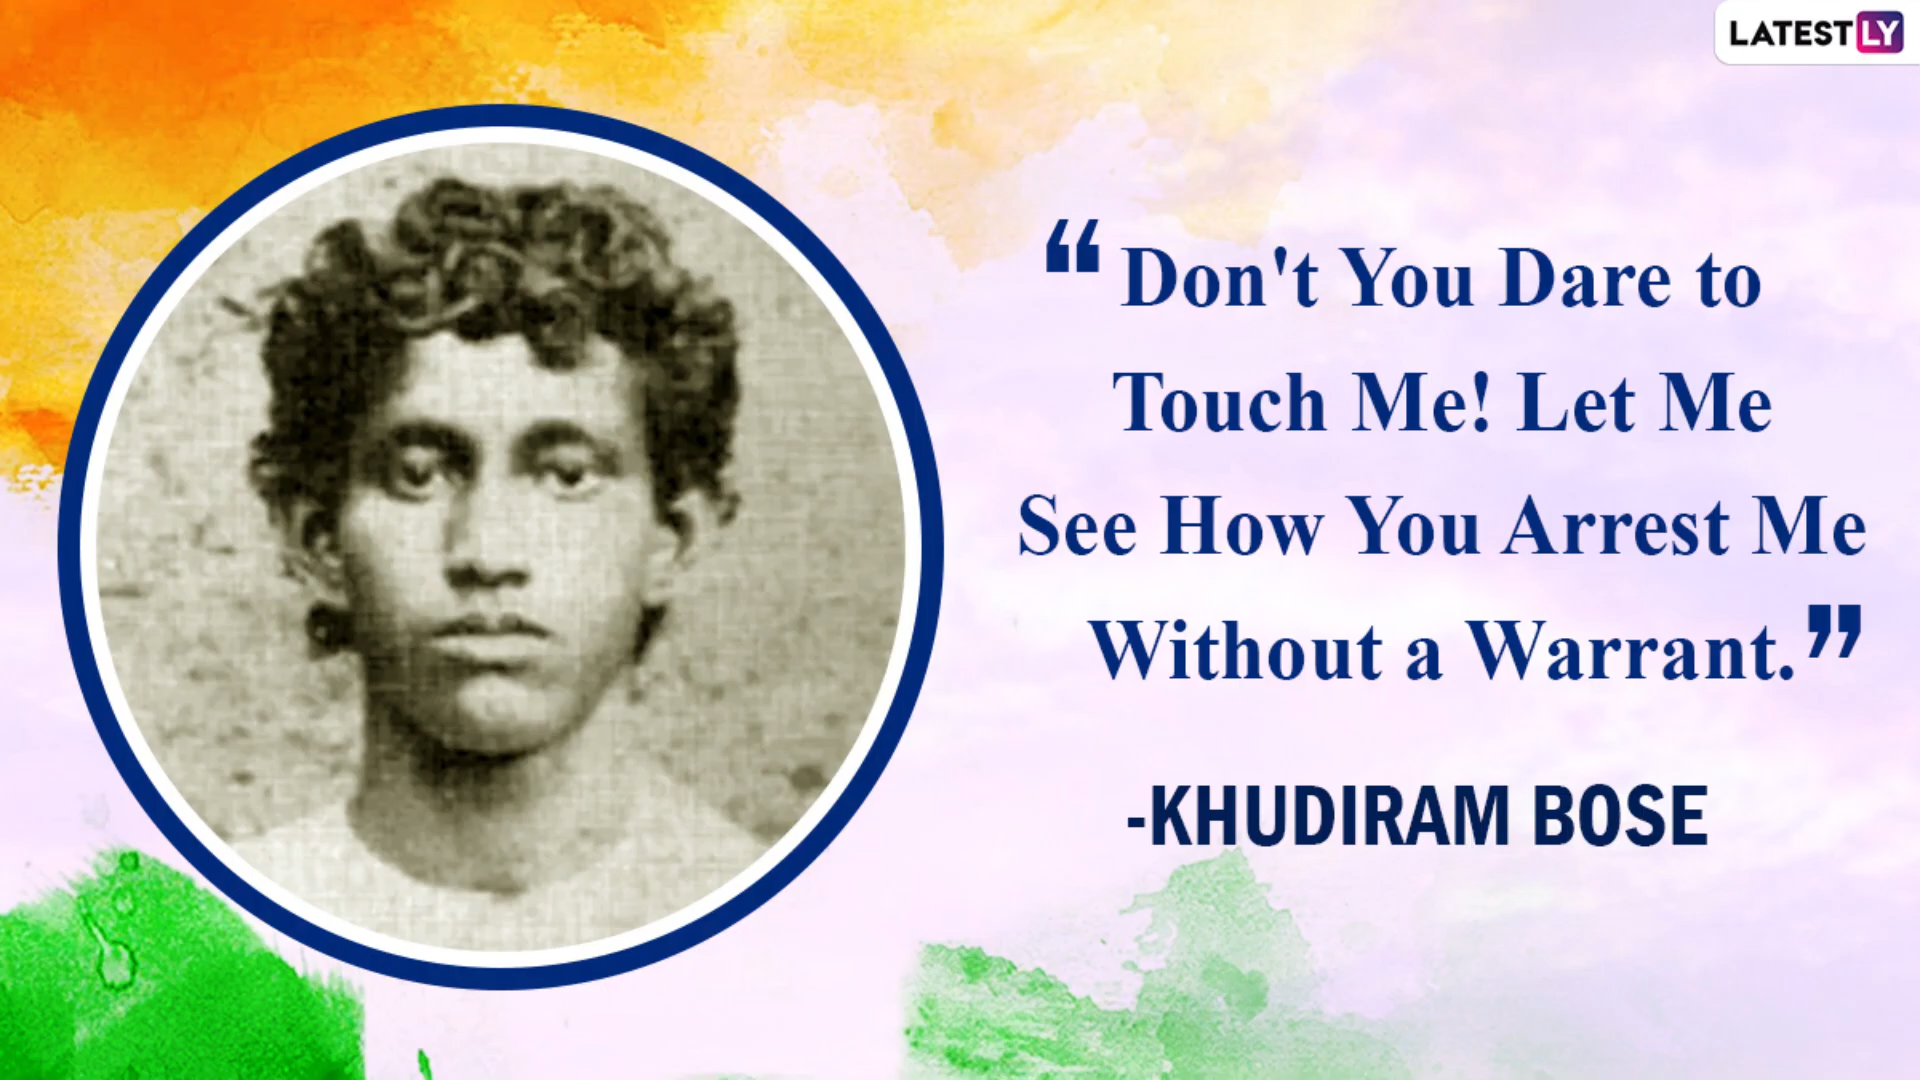 LATESTLY
“Don't You Dare to
Touch Me! Let Me
See How You Arrest Me
Without a Warrant.”
-KHUDIRAM BOSE